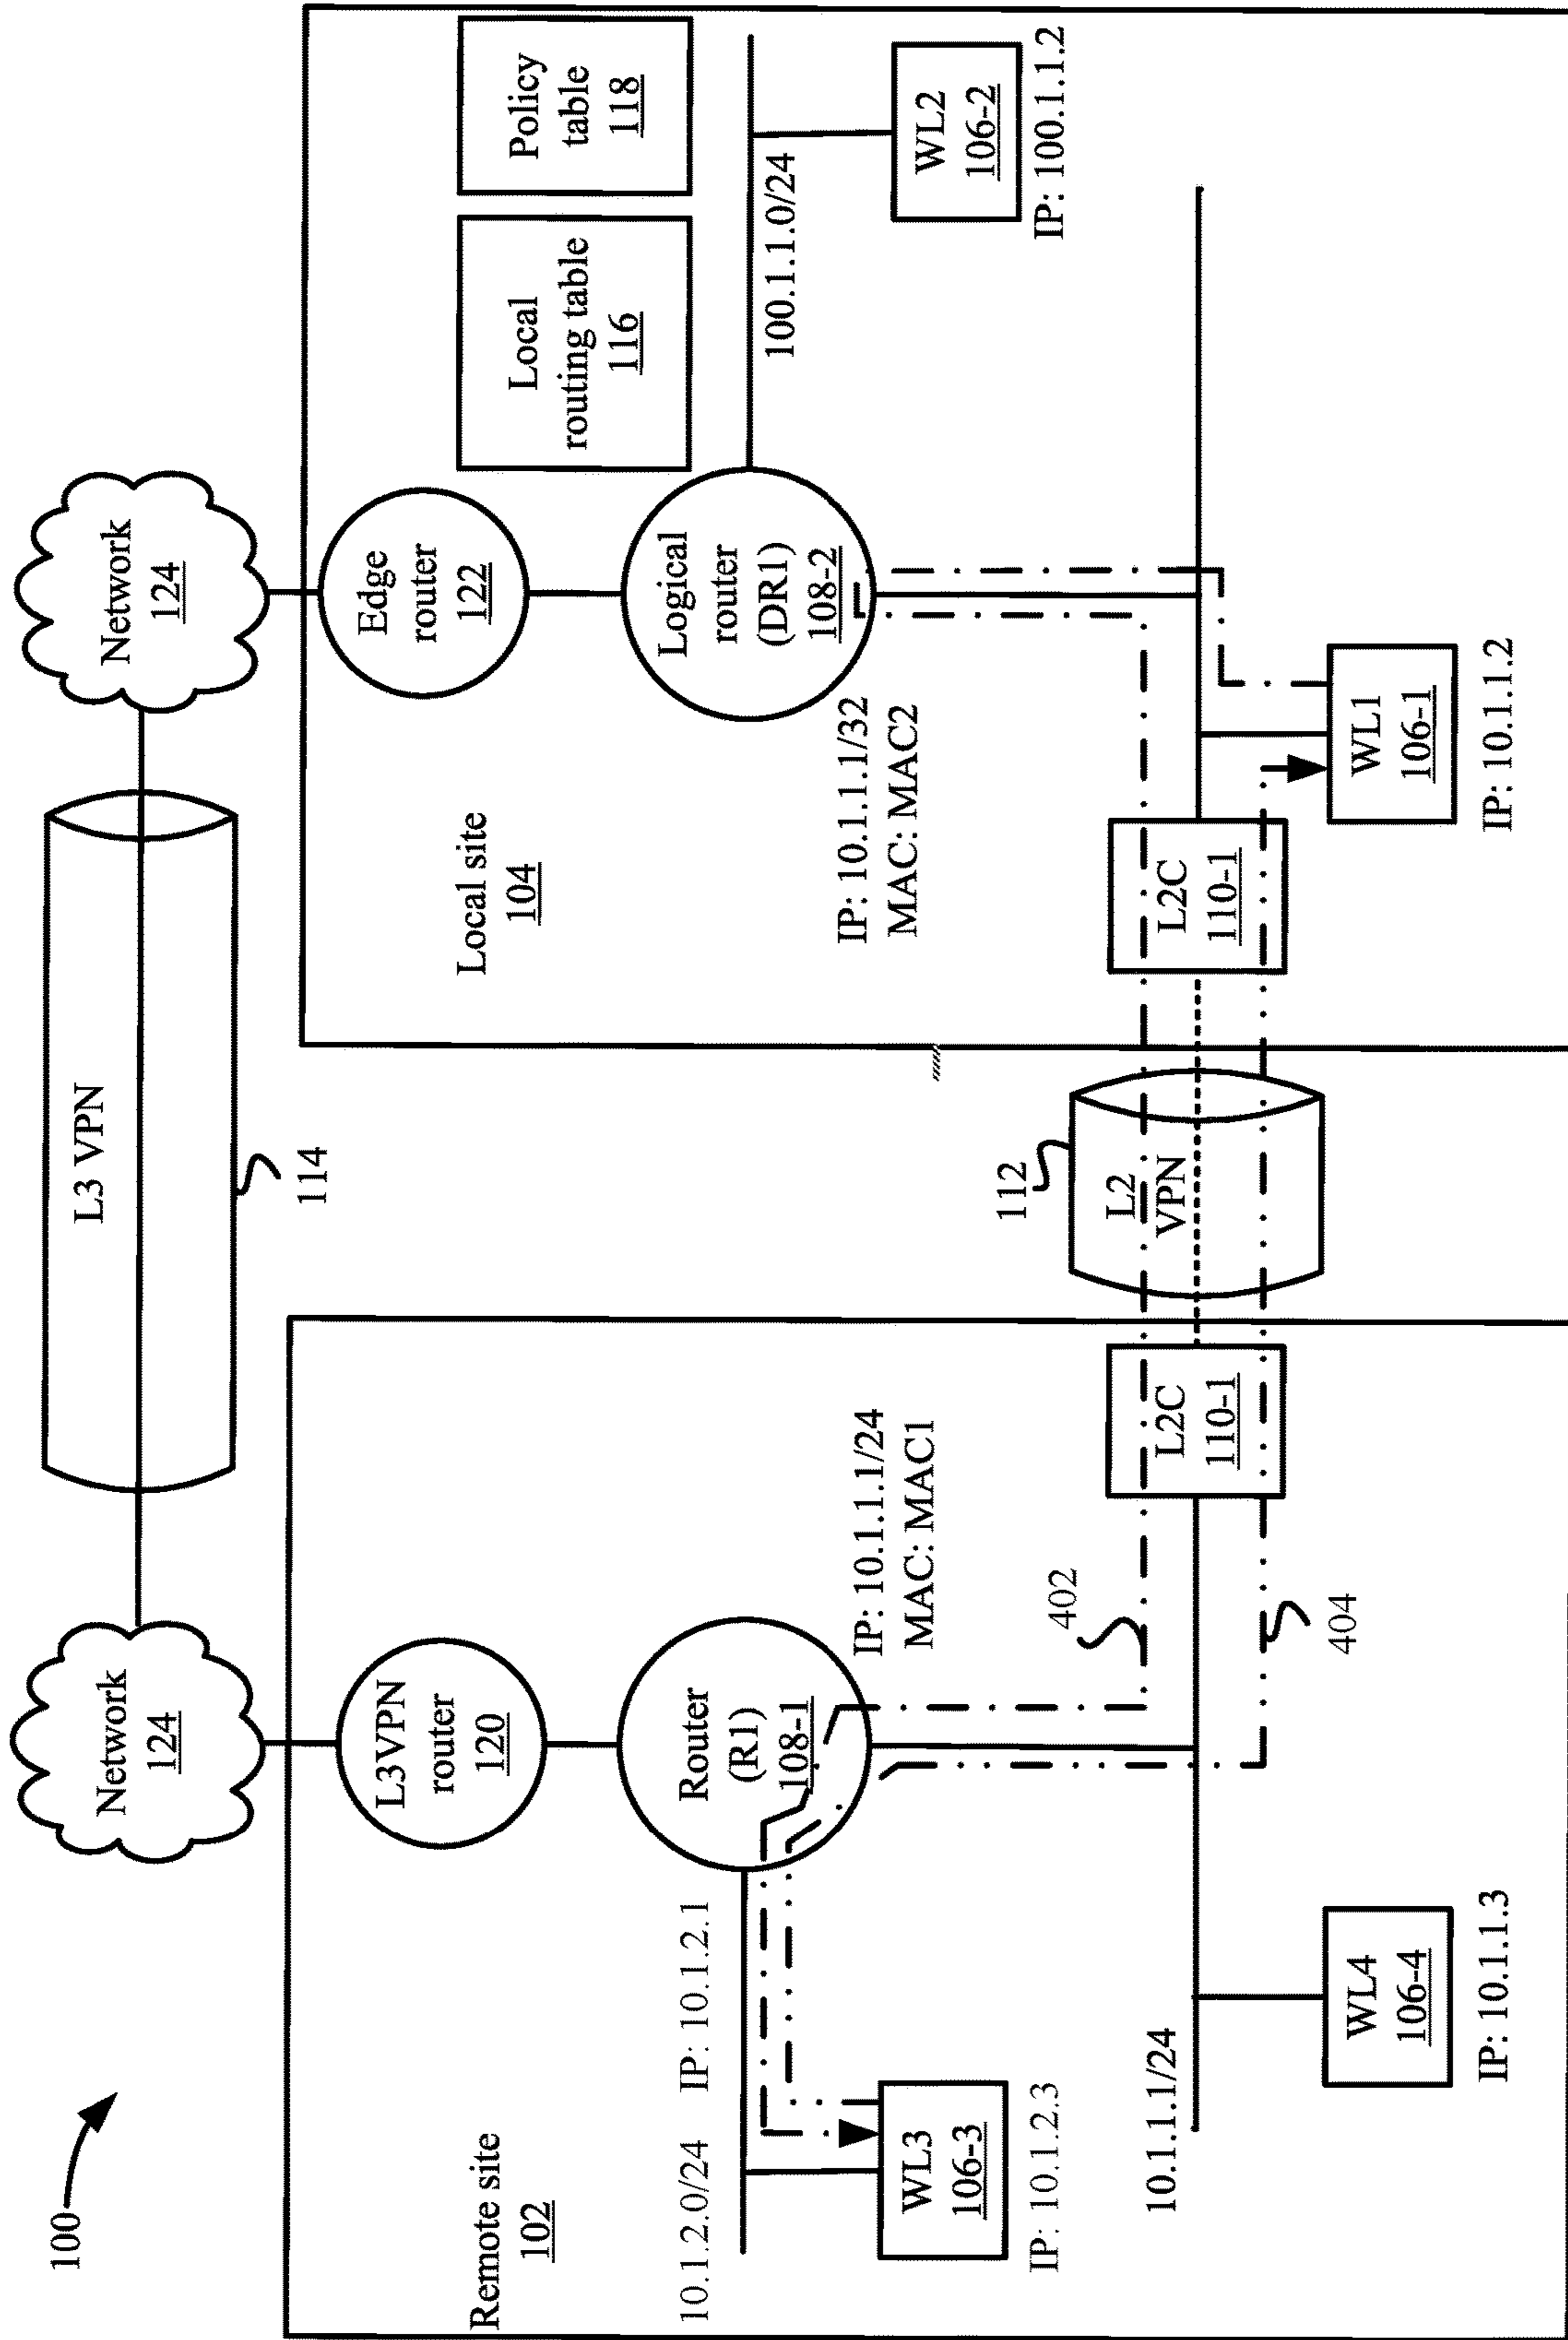 100
Network
124
L3 VPN
114
Network
124
Remote site
102
L3VPN
router
120
10.1.2.0/24
IP: 10.1.2.1
Router
(R1)
108-1
IP: 10.1.1.1/24
MAC: MAC1
WL3
106-3
IP: 10.1.2.3
10.1.1.1/24
402
L2C
110-1
404
WL4
106-4
IP: 10.1.1.3
112
L2
VPN
Local site
104
Edge
router
122
Local
routing table
116
Policy
table
118
Logical
router
(DR1)
108-2
100.1.1.0/24
IP: 10.1.1.1/32
MAC: MAC2
WL2
106-2
IP: 100.1.1.2
L2C
110-1
WL1
106-1
IP: 10.1.1.2